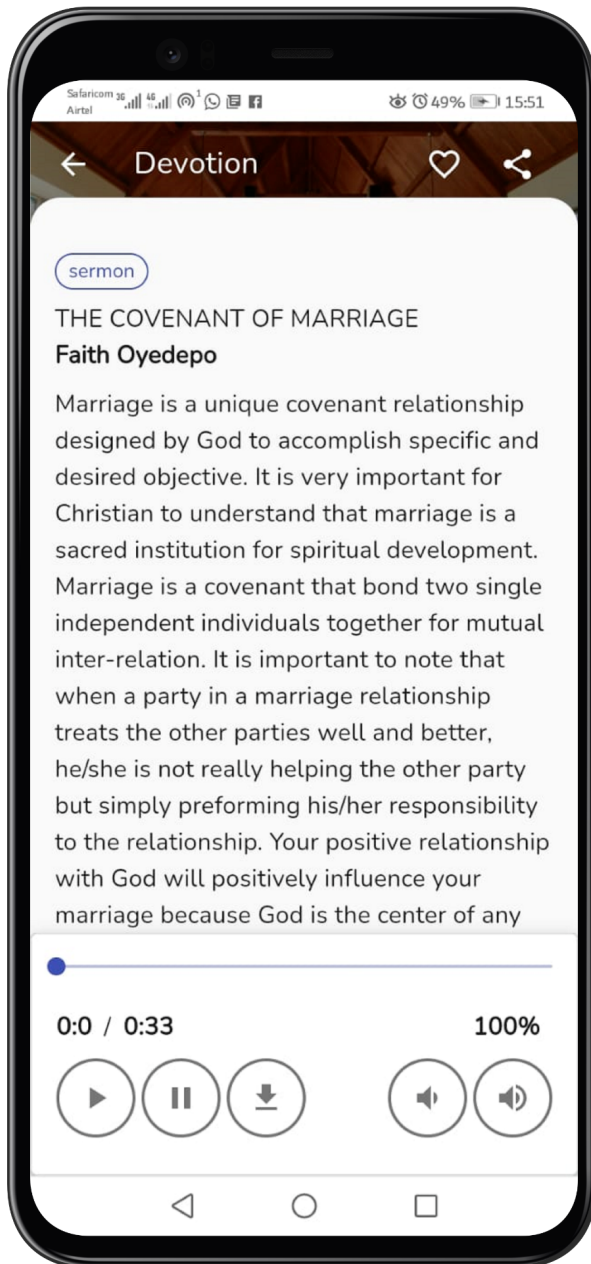 Safaricom 3G 4G 1 49% 15:51
Airtel
Devotion
sermon
THE COVENANT OF MARRIAGE
Faith Oyedepo
Marriage is a unique covenant relationship
designed by God to accomplish specific and
desired objective. It is very important for
Christian to understand that marriage is a
sacred institution for spiritual development.
Marriage is a covenant that bond two single
independent individuals together for mutual
inter-relation. It is important to note that
when a party in a marriage relationship
treats the other parties well and better,
he/she is not really helping the other party
but simply preforming his/her responsibility
to the relationship. Your positive relationship
with God will positively influence your
marriage because God is the center of any
0:0 / 0:33 100%